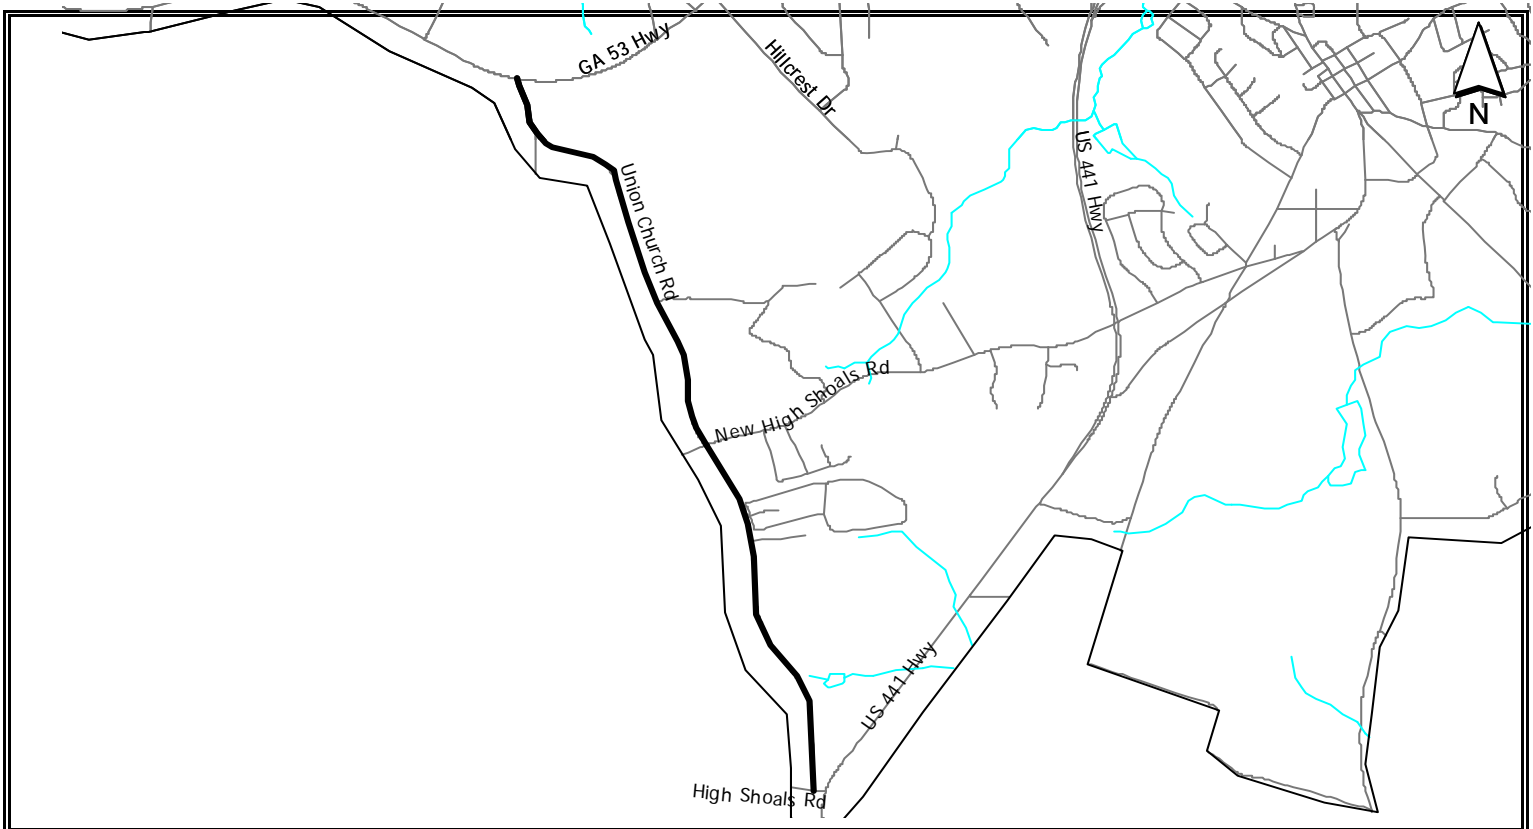 GA 53 Hwy
Hillcrest Dr
N
US 441 Hwy
Union Church Rd
New High Shoals Rd
US 441 Hwy
High Shoals Rd